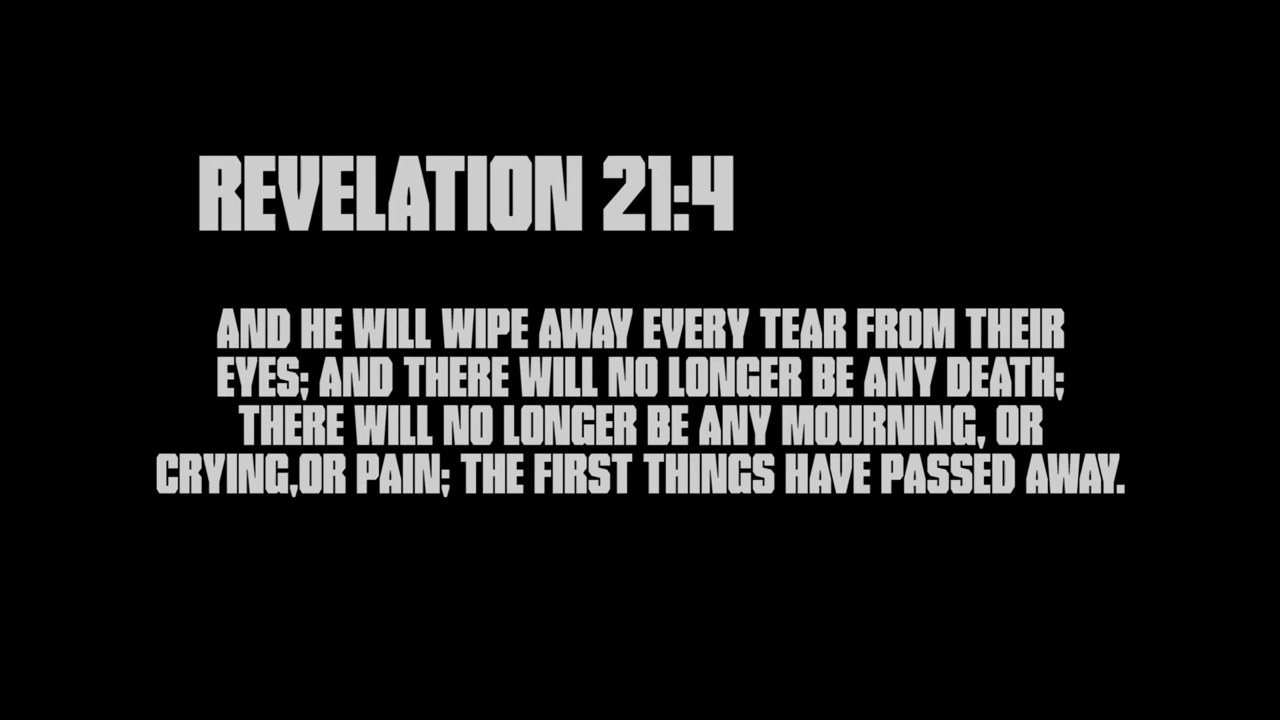 REVELATION 21:4
AND HE WILL WIPE AWAY EVERY TEAR FROM THEIR
EYES; AND THERE WILL NO LONGER BE ANY DEATH;
THERE WILL NO LONGER BE ANY MOURNING, OR
CRYING,OR PAIN; THE FIRST THINGS HAVE PASSED AWAY.